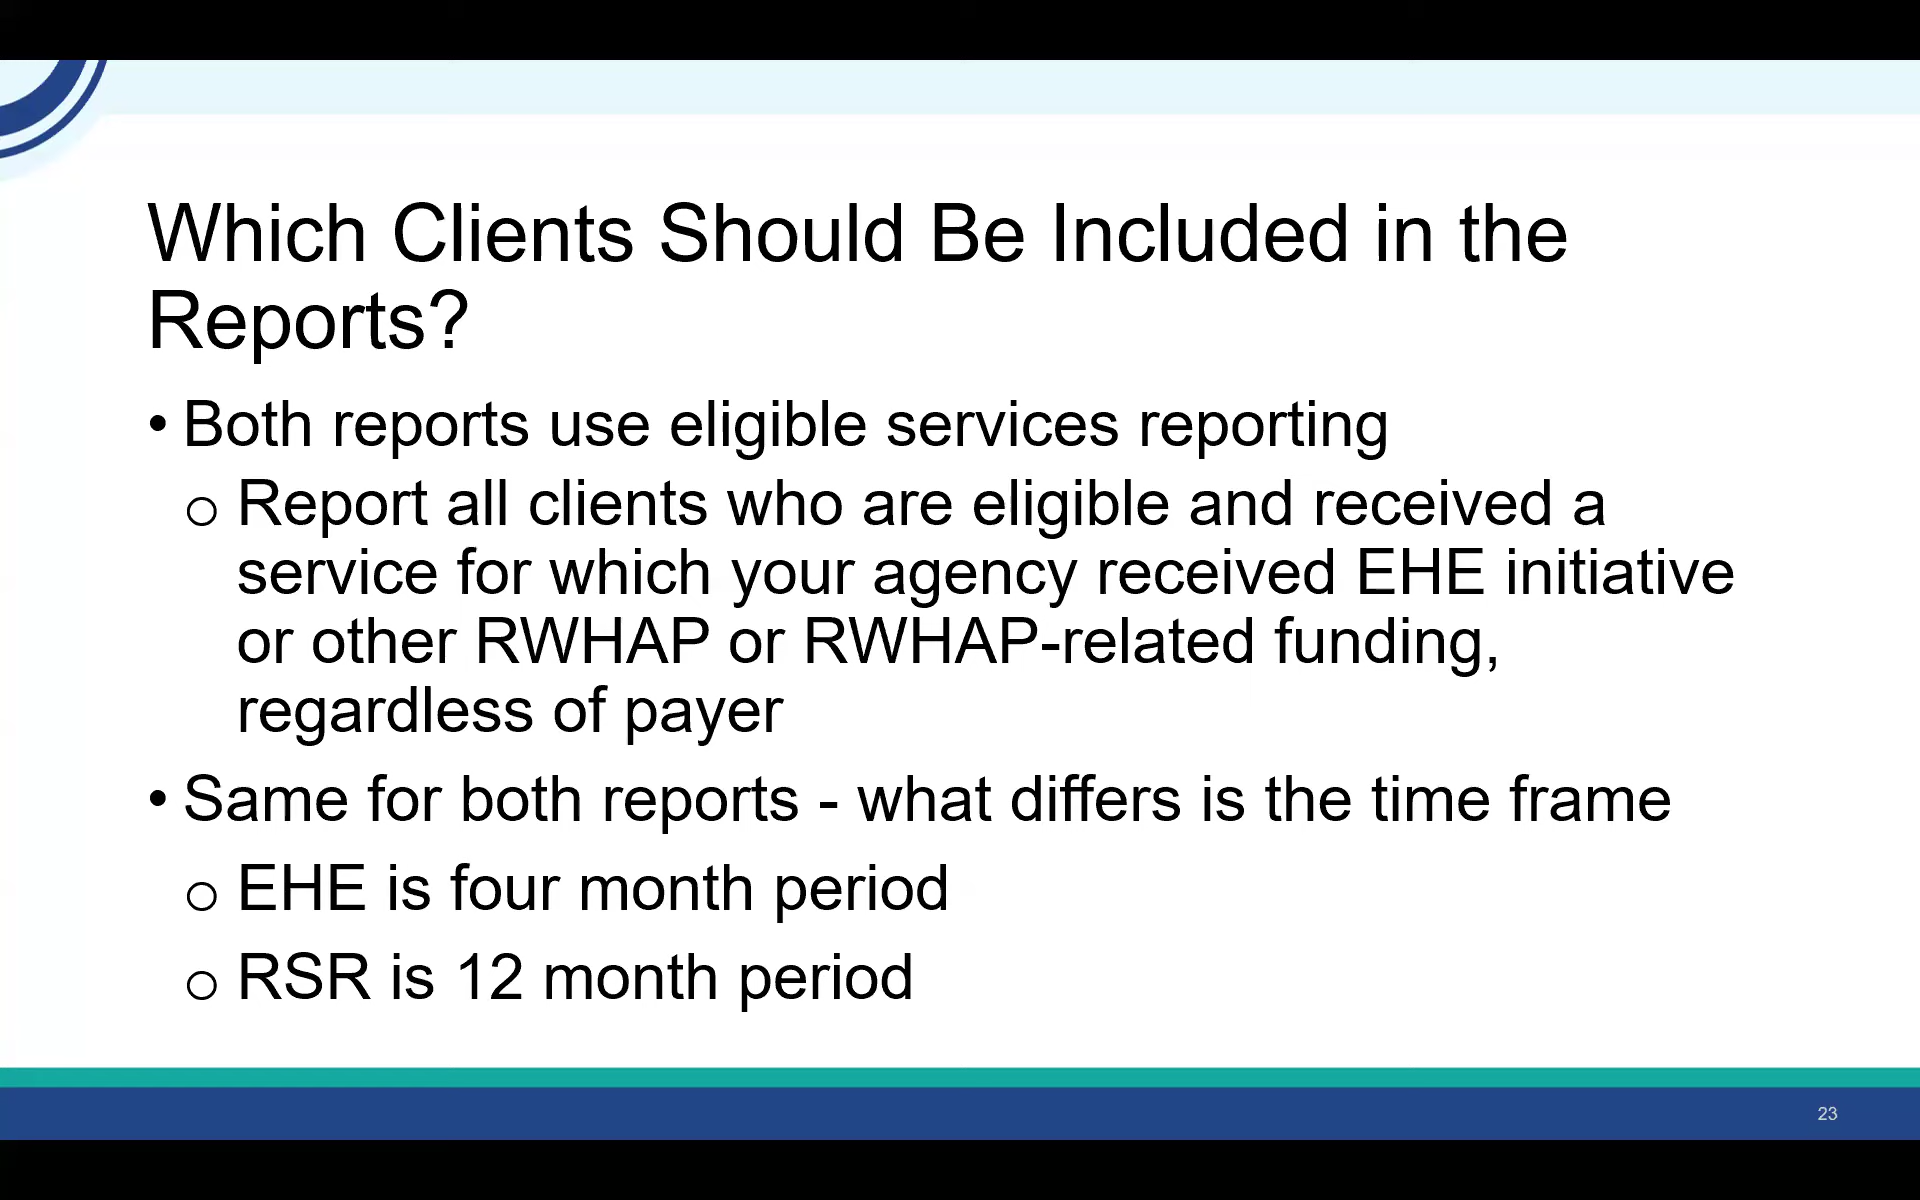 Which Clients Should Be Included in the
Reports?
• Both reports use eligible services reporting
o Report all clients who are eligible and received a
service for which your agency received EHE initiative
or other RWHAP or RWHAP-related funding,
regardless of payer
• Same for both reports - what differs is the time frame
o EHE is four month period
o RSR is 12 month period
23